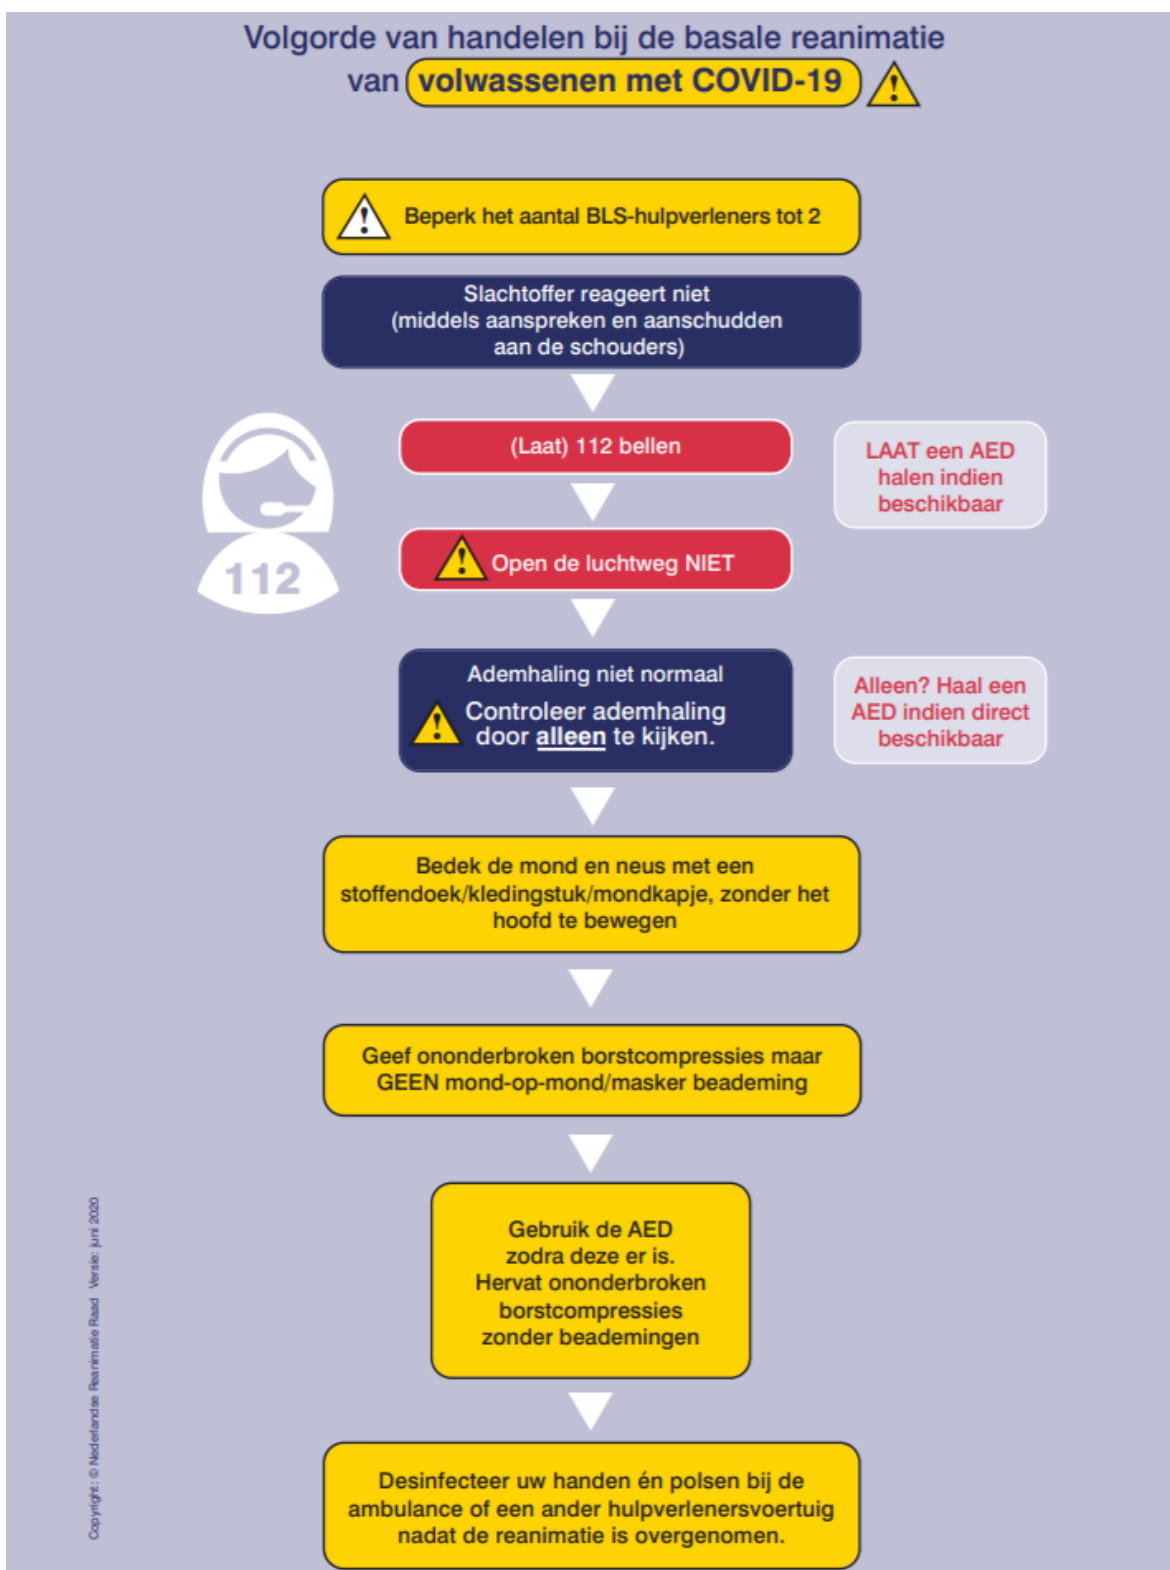 Volgorde van handelen bij de basale reanimatie
van volwassenen met COVID-19
Beperk het aantal BLS-hulpverleners tot 2
Slachtoffer reageert niet
(middels aanspreken en aanschudden
aan de schouders)
(Laat) 112 bellen
LAAT een AED
halen indien
beschikbaar
112
Open de luchtweg NIET
Ademhaling niet normaal
Controleer ademhaling
door alleen te kijken.
Alleen? Haal een
AED indien direct
beschikbaar
Bedek de mond en neus met een
stoffendoek/kledingstuk/mondkapje, zonder het
hoofd te bewegen
Geef ononderbroken borstcompressies maar
GEEN mond-op-mond/masker beademing
Gebruik de AED
zodra deze er is.
Hervat ononderbroken
borstcompressies
zonder beademingen
Desinfecteer uw handen én polsen bij de
ambulance of een ander hulpverlenersvoertuig
nadat de reanimatie is overgenomen.
Copyright: © Nederlandse Reanimatie Raad Versie: juni 2020